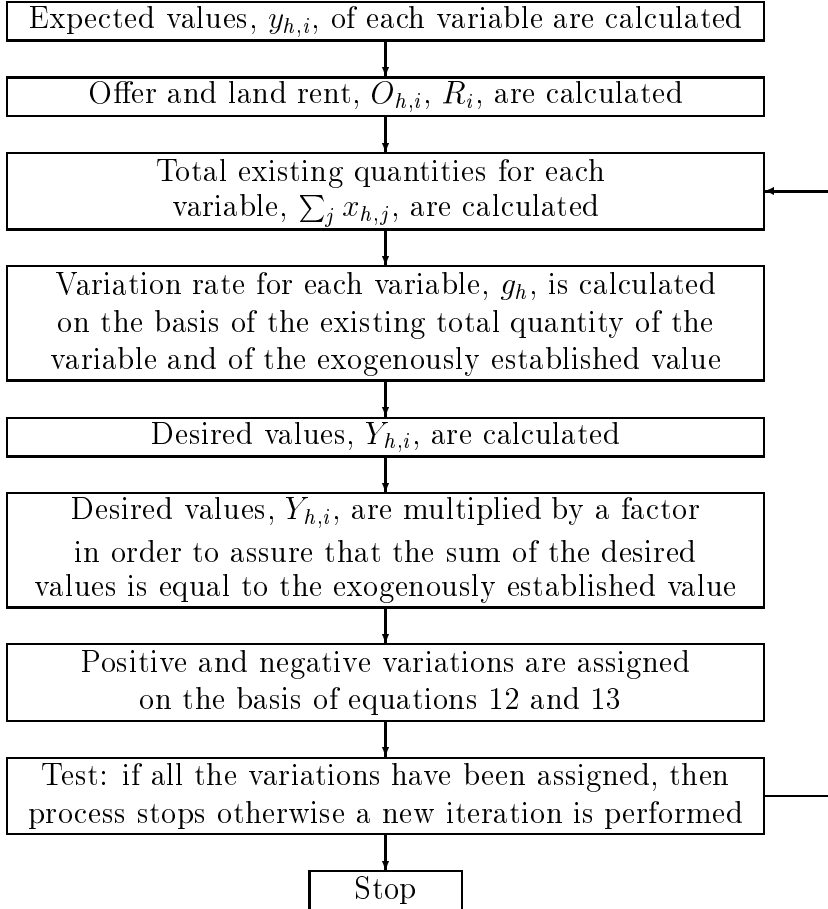 Expected values, y_{h,i}, of each variable are calculated
Offer and land rent, O_{h,i}, R_i, are calculated
Total existing quantities for each
variable, ∑_j x_{h,j}, are calculated
Variation rate for each variable, g_h, is calculated
on the basis of the existing total quantity of the
variable and of the exogenously established value
Desired values, Y_{h,i}, are calculated
Desired values, Y_{h,i}, are multiplied by a factor
in order to assure that the sum of the desired
values is equal to the exogenously established value
Positive and negative variations are assigned
on the basis of equations 12 and 13
Test: if all the variations have been assigned, then
process stops otherwise a new iteration is performed
Stop